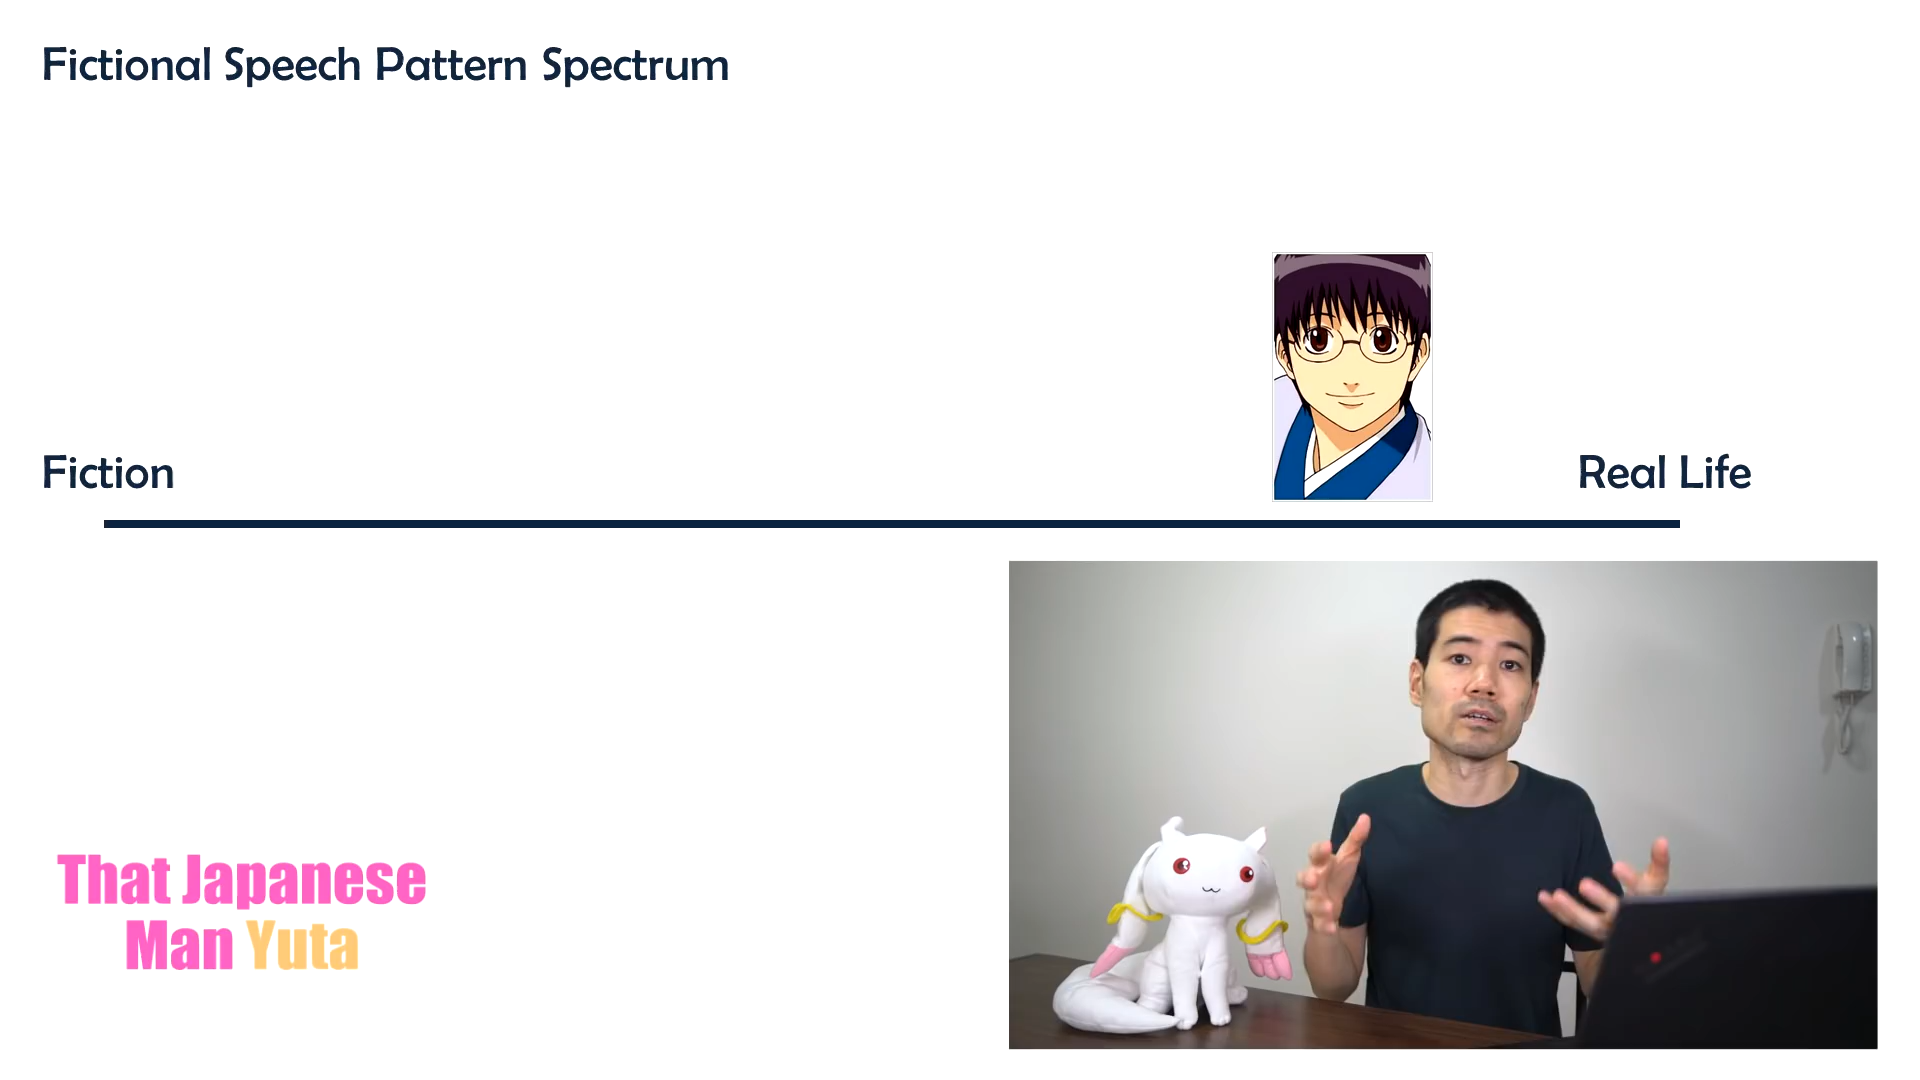 Fictional Speech Pattern Spectrum
Fiction
Real Life
That Japanese
Man Yuta